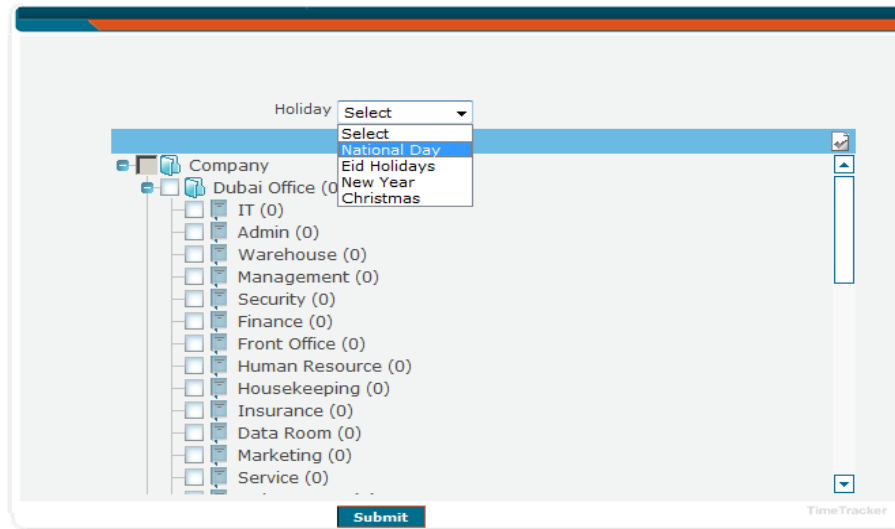 Holiday Select
Select
National Day
Eid Holidays
New Year
Christmas
Company
Dubai Office (0
IT (0)
Admin (0)
Warehouse (0)
Management (0)
Security (0)
Finance (0)
Front Office (0)
Human Resource (0)
Housekeeping (0)
Insurance (0)
Data Room (0)
Marketing (0)
Service (0)
Submit
TimeTracker